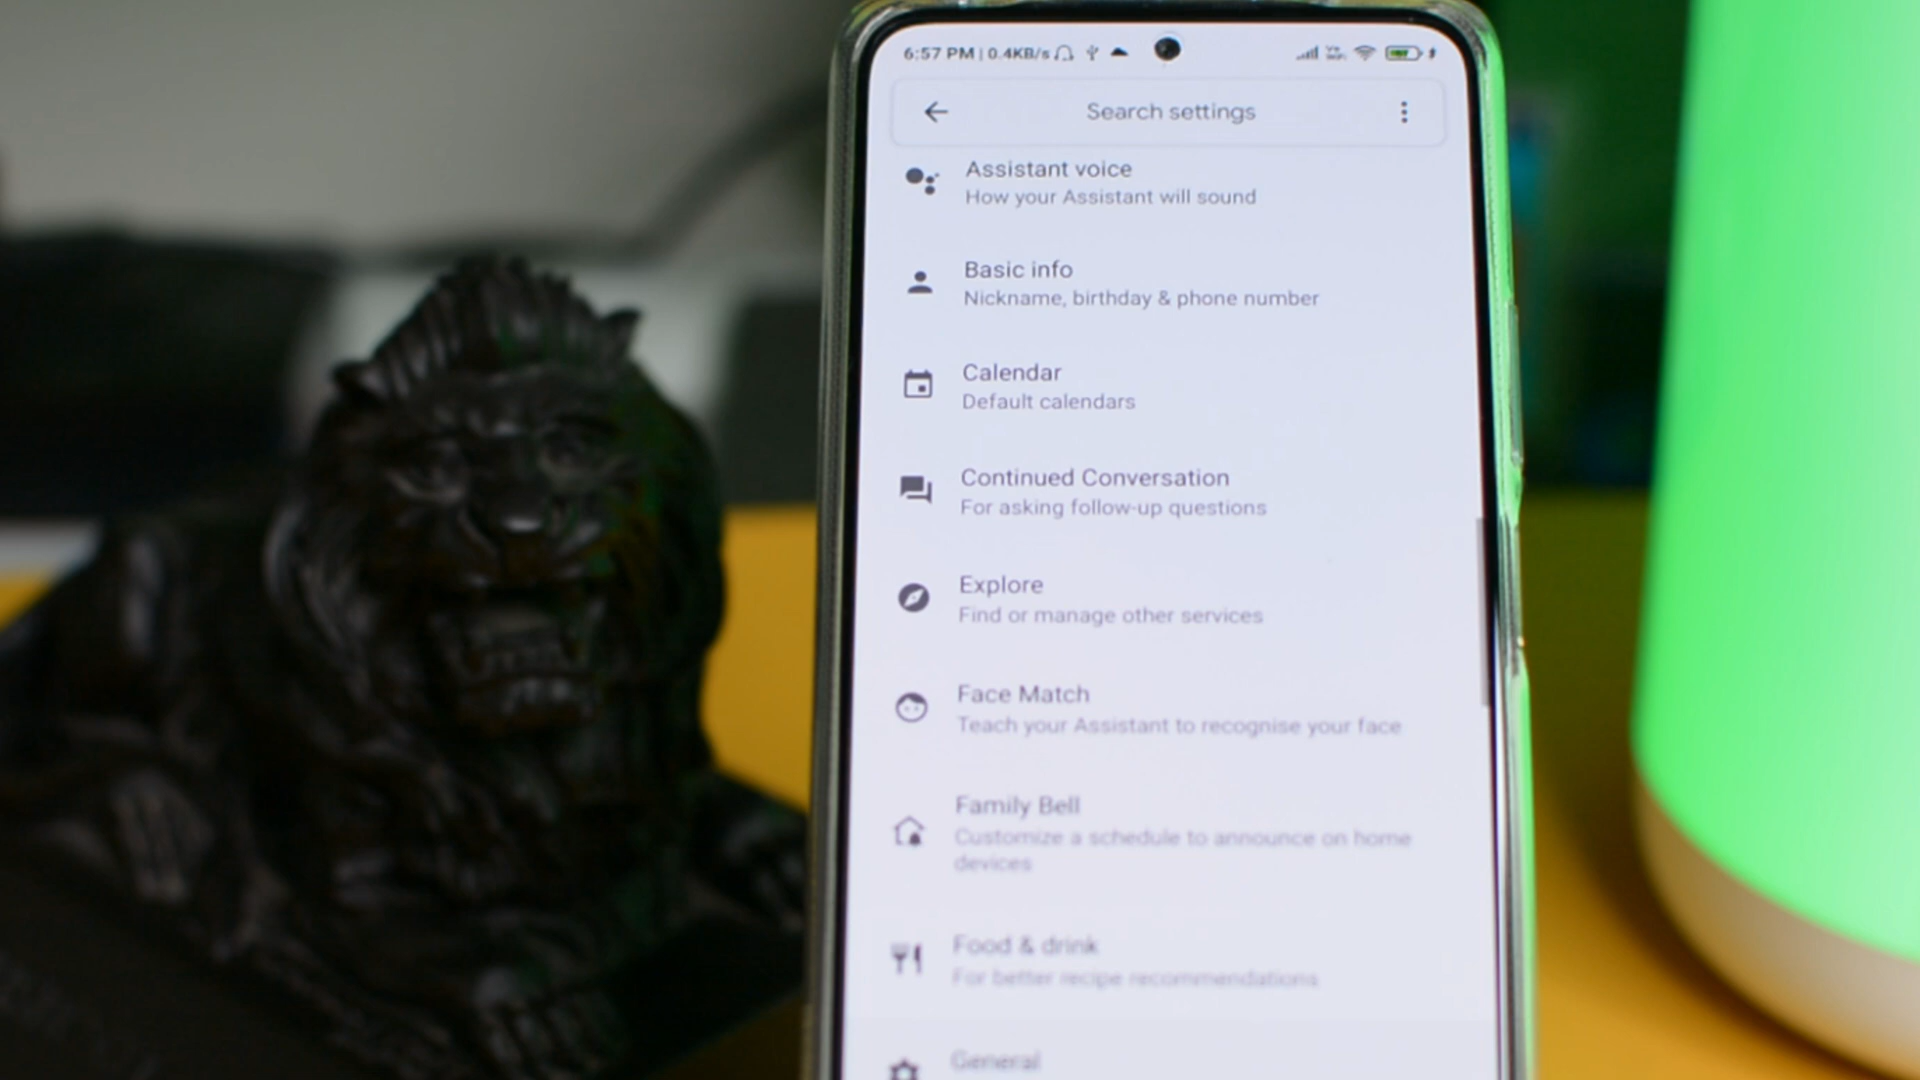 6:57 PM | 0.4KB/s
Search settings
Assistant voice
How your Assistant will sound
Basic info
Nickname, birthday & phone number
Calendar
Default calendars
Continued Conversation
For asking follow-up questions
Explore
Find or manage other services
Face Match
Teach your Assistant to recognise your face
Family Bell
Customize a schedule to announce on home
devices
Food & drink
For better recipe recommendations
General